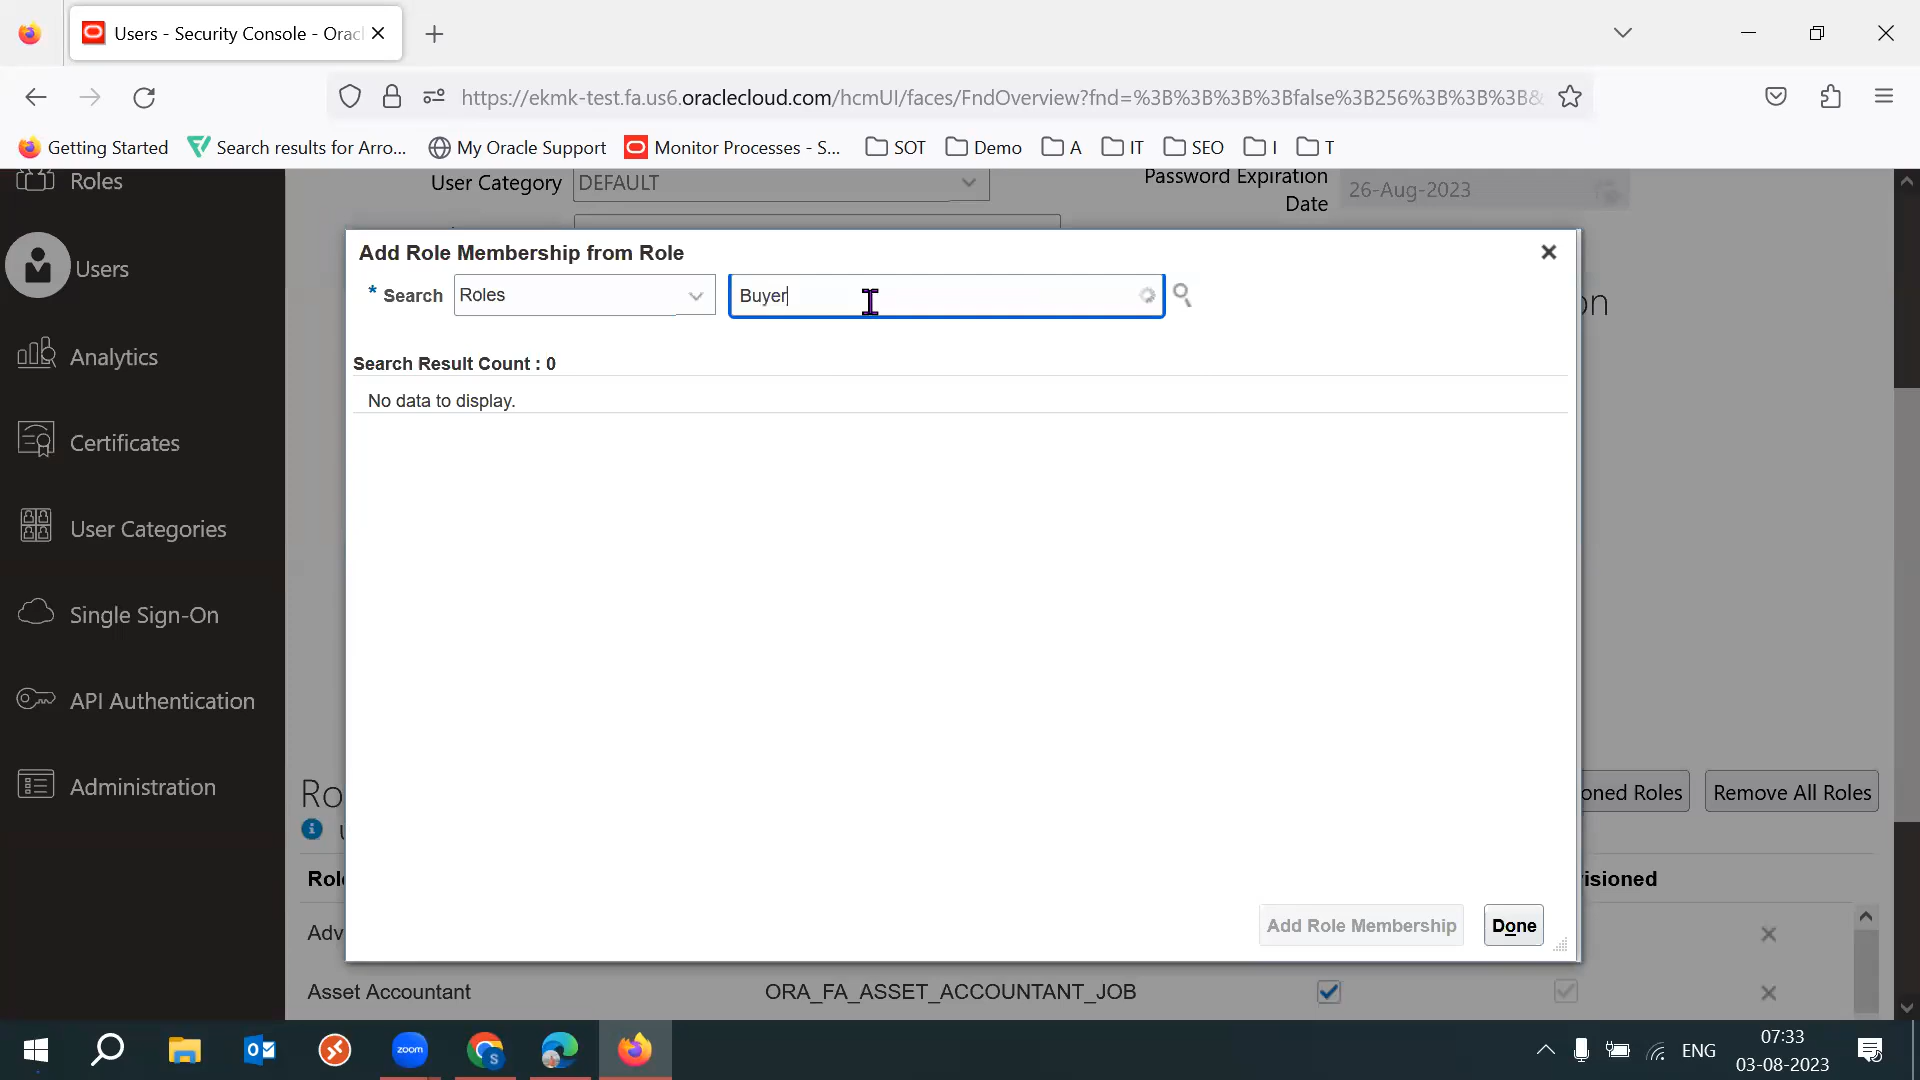 Users - Security Console - Orac
https://ekmk-test.fa.us6.oraclecloud.com/hcmUI/faces/FndOverview?fnd=%3B%3B%3B%3Bfalse%3B256%3B%3B%3B&
Getting Started
Search results for Arro...
My Oracle Support
Monitor Processes - S...
SOT
Demo
A
IT
SEO
I
T
Roles
Users
Analytics
Certificates
User Categories
Single Sign-On
API Authentication
Administration
User Category DEFAULT
Password Expiration
Date
26-Aug-2023
on
Add Role Membership from Role
* Search Roles Buyer
Search Result Count : 0
No data to display.
Add Role Membership Done
Ro
oned Roles Remove All Roles
Role
isioned
Adv
Asset Accountant ORA_FA_ASSET_ACCOUNTANT_JOB
zoom
S
ENG
07:33
03-08-2023